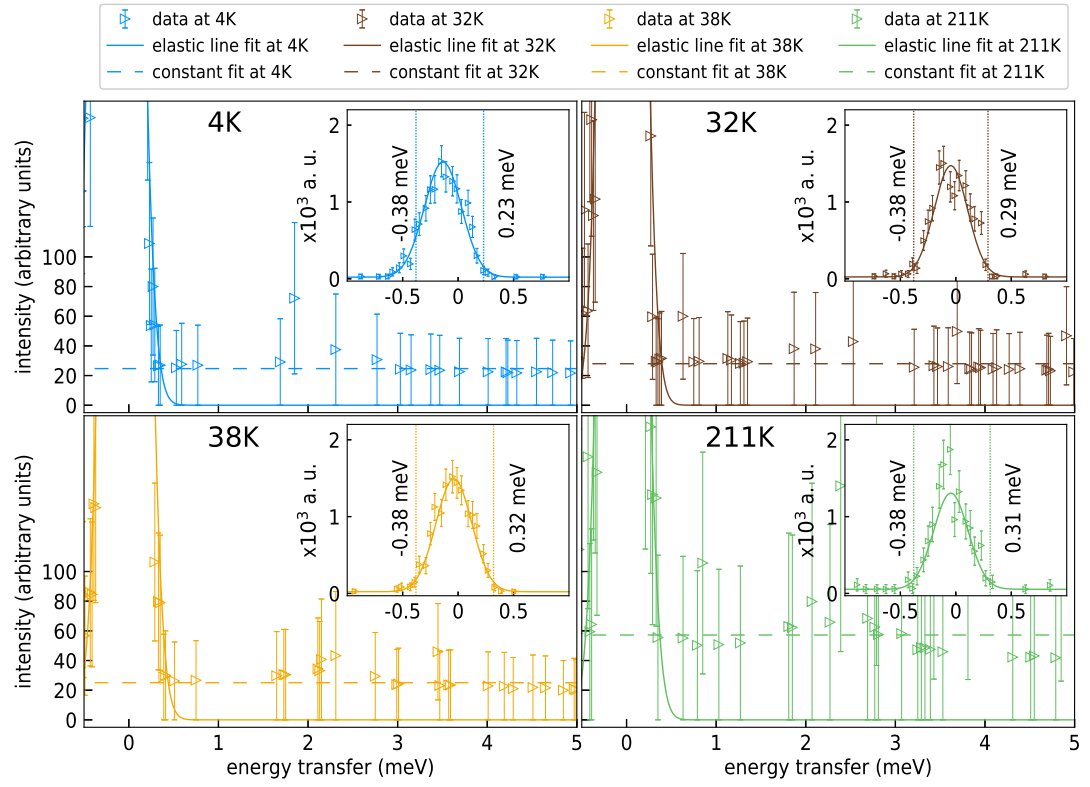 data at 4K data at 32K data at 38K data at 211K
elastic line fit at 4K elastic line fit at 32K elastic line fit at 38K elastic line fit at 211K
constant fit at 4K constant fit at 32K constant fit at 38K constant fit at 211K
4K
intensity (arbitrary units)
100
80
60
40
20
0
x10³ a. u.
2
1
0
-0.38 meV
0.23 meV
-0.5 0 0.5
32K
x10³ a. u.
2
1
0
-0.38 meV
0.29 meV
-0.5 0 0.5
38K
intensity (arbitrary units)
100
80
60
40
20
0
x10³ a. u.
2
1
0
-0.38 meV
0.32 meV
-0.5 0 0.5
0 1 2 3 4 5
energy transfer (meV)
211K
x10³ a. u.
2
1
0
-0.38 meV
0.31 meV
-0.5 0 0.5
0 1 2 3 4 5
energy transfer (meV)